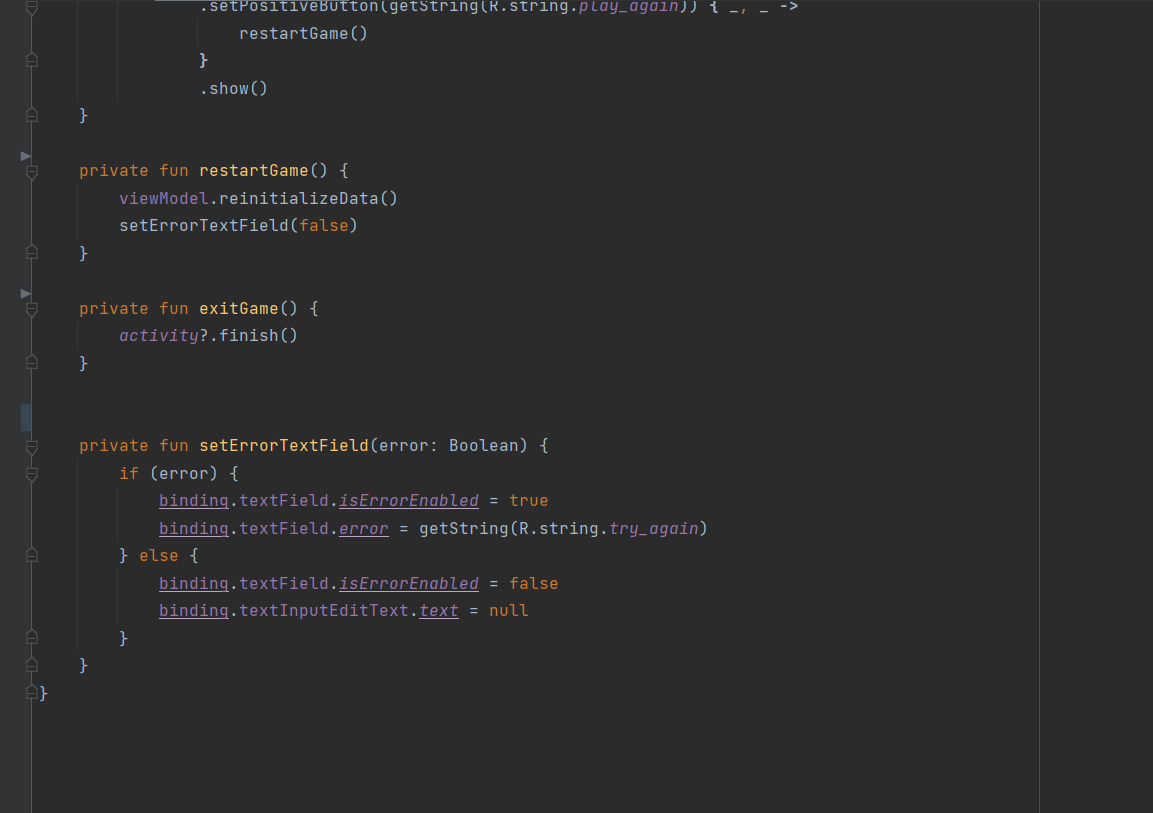 .setPositiveButton(getString(R.string.play_again)) { _, _ ->
restartGame()
}
.show()
}
private fun restartGame() {
viewModel.reinitializeData()
setErrorTextField(false)
}
private fun exitGame() {
activity?.finish()
}
private fun setErrorTextField(error: Boolean) {
if (error) {
binding.textField.isErrorEnabled = true
binding.textField.error = getString(R.string.try_again)
} else {
binding.textField.isErrorEnabled = false
binding.textInputEditText.text = null
}
}
}